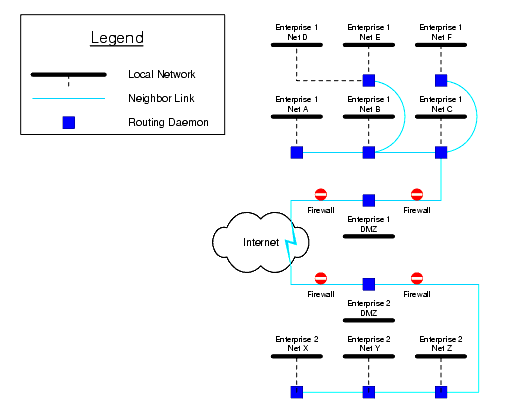 Legend
Local Network
Neighbor Link
Routing Daemon
Enterprise 1
Net D
Enterprise 1
Net E
Enterprise 1
Net F
Enterprise 1
Net A
Enterprise 1
Net B
Enterprise 1
Net C
Firewall
Firewall
Enterprise 1
DMZ
Internet
Firewall
Firewall
Enterprise 2
DMZ
Enterprise 2
Net X
Enterprise 2
Net Y
Enterprise 2
Net Z